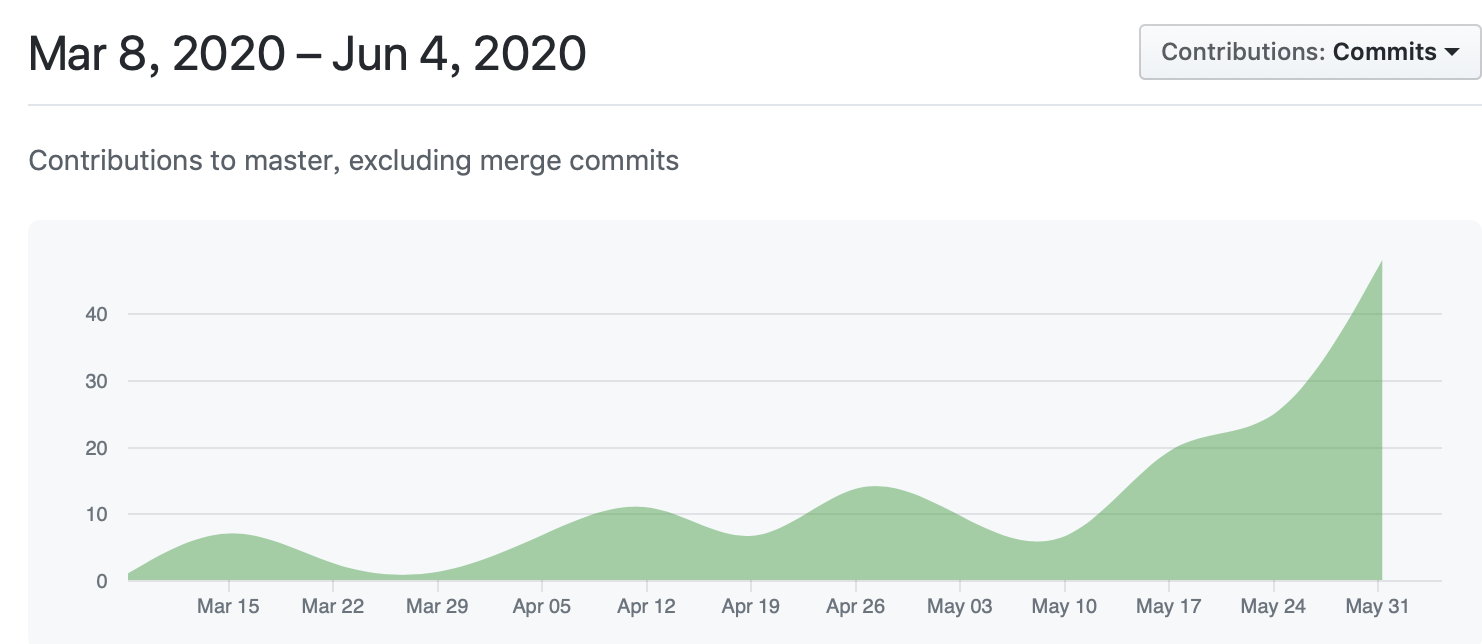 Mar 8, 2020 – Jun 4, 2020
Contributions: Commits
Contributions to master, excluding merge commits
40
30
20
10
0
Mar 15 Mar 22 Mar 29 Apr 05 Apr 12 Apr 19 Apr 26 May 03 May 10 May 17 May 24 May 31